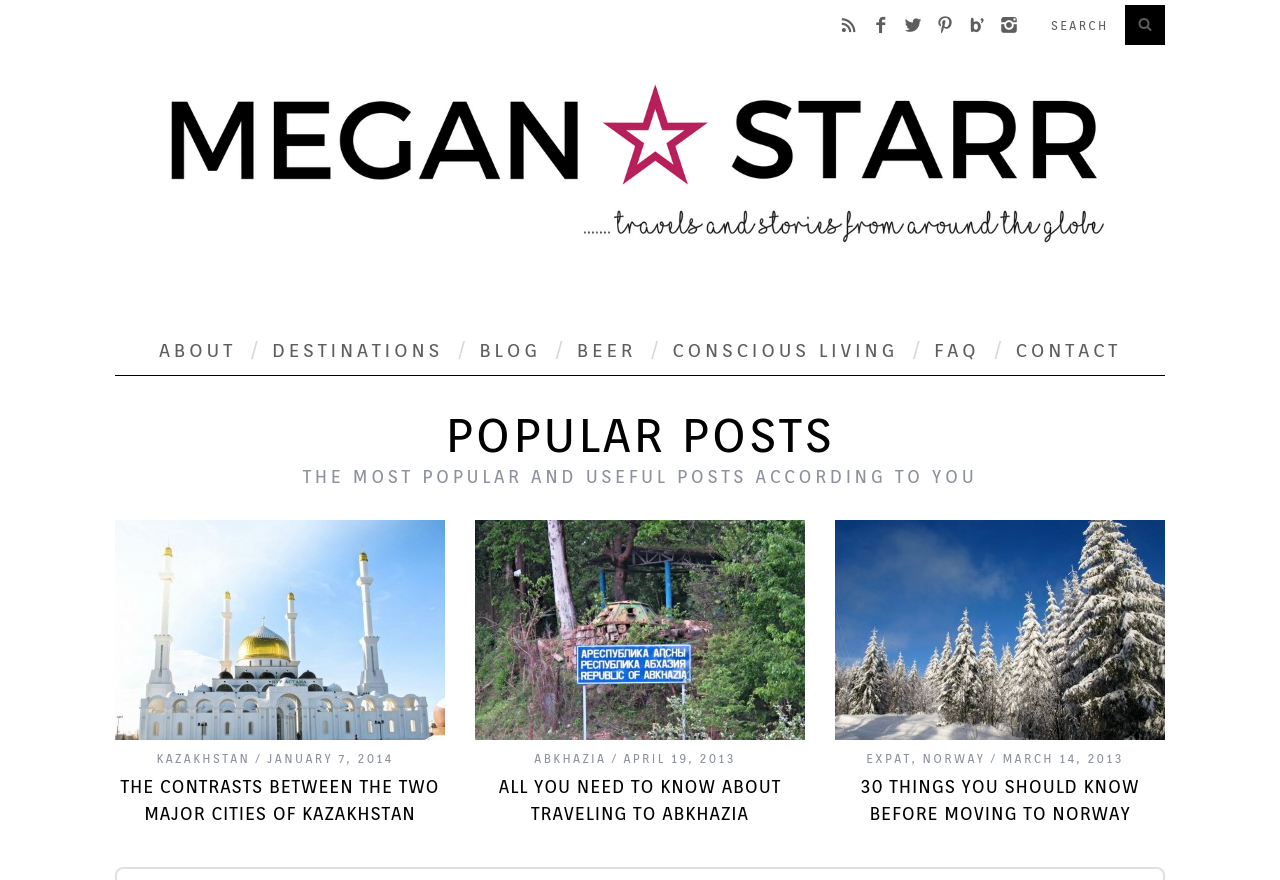 SEARCH
MEGAN STARR
....... travels and stories from around the globe
ABOUT / DESTINATIONS / BLOG / BEER / CONSCIOUS LIVING / FAQ / CONTACT
POPULAR POSTS
THE MOST POPULAR AND USEFUL POSTS ACCORDING TO YOU
НУР АСТАНА
АԤСНЫ
РЕСПУБЛИКА АБХАЗИЯ
REPUBLIC OF ABKHAZIA
KAZAKHSTAN / JANUARY 7, 2014
THE CONTRASTS BETWEEN THE TWO
MAJOR CITIES OF KAZAKHSTAN
ABKHAZIA / APRIL 19, 2013
ALL YOU NEED TO KNOW ABOUT
TRAVELING TO ABKHAZIA
EXPAT, NORWAY / MARCH 14, 2013
30 THINGS YOU SHOULD KNOW
BEFORE MOVING TO NORWAY